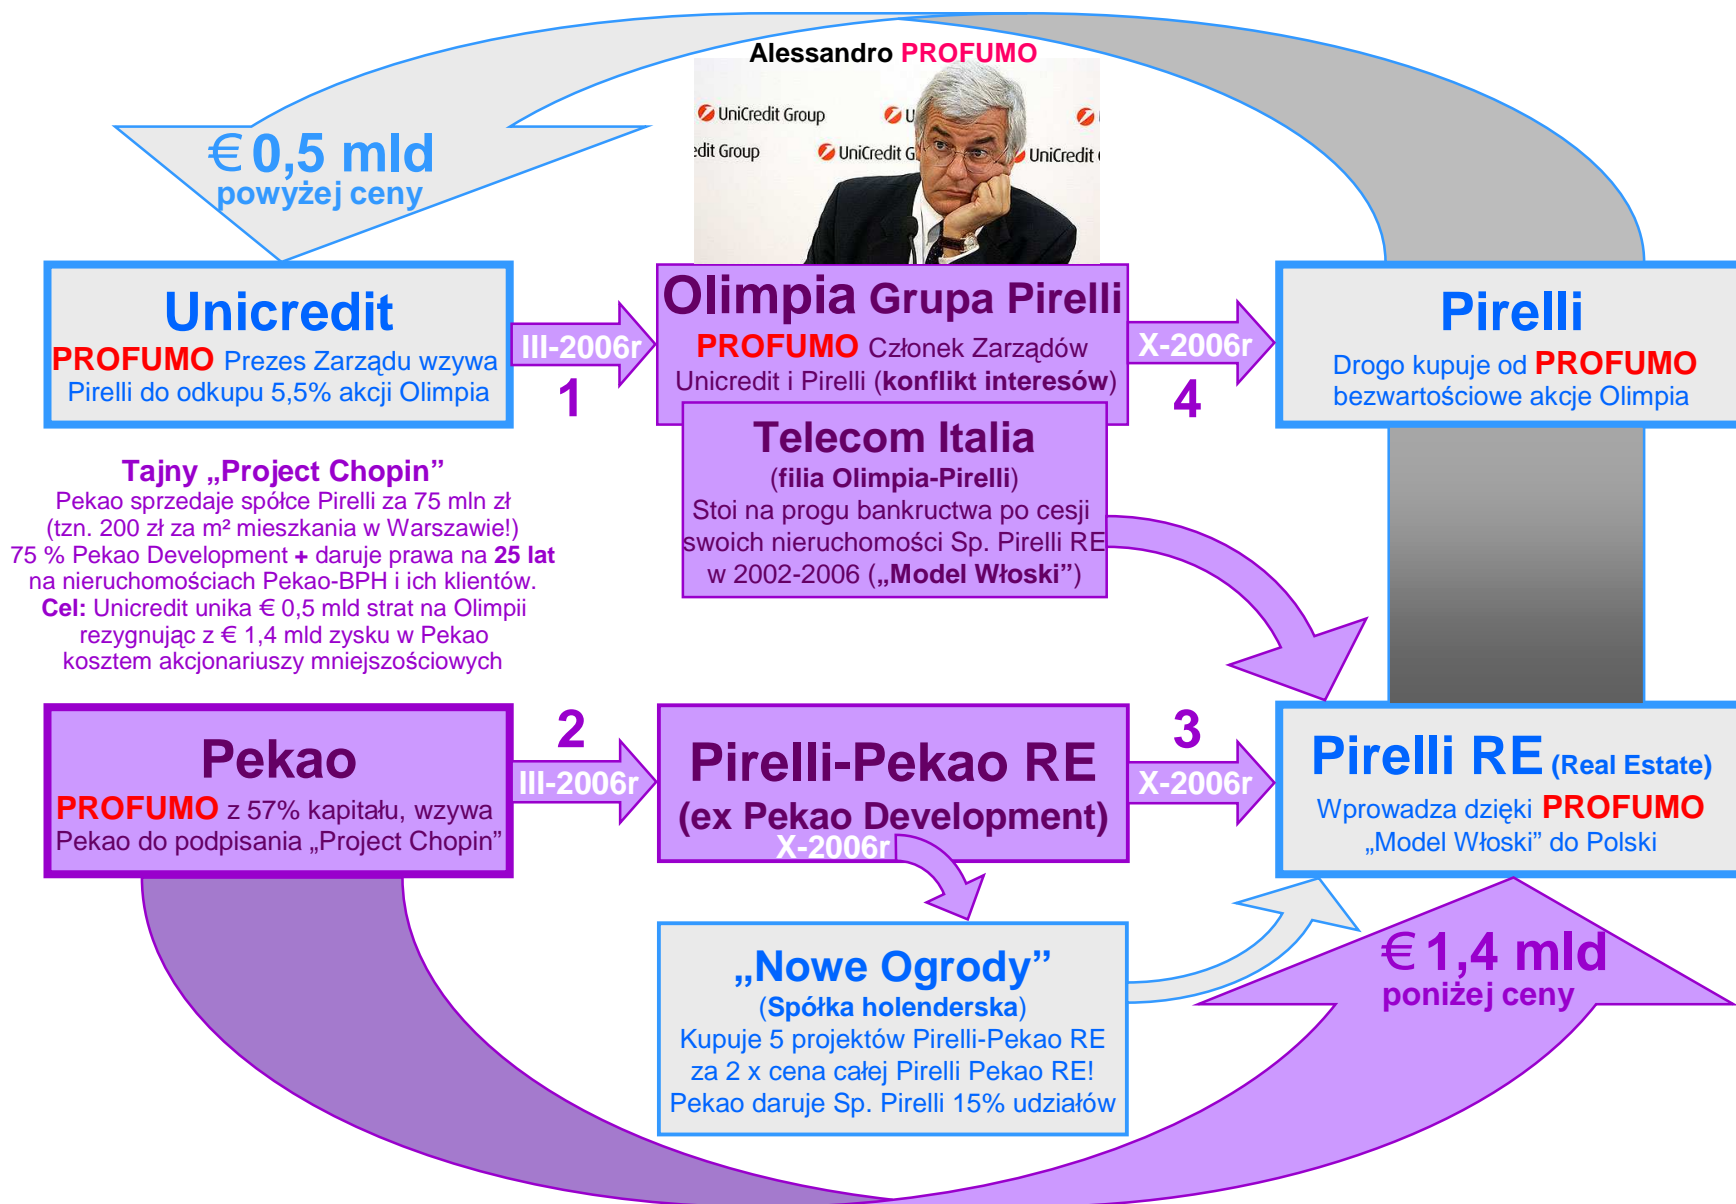 Alessandro PROFUMO
UniCredit Group
edit Group
UniCredit G
UniCredit
€ 0,5 mld
powyżej ceny
Unicredit
PROFUMO Prezes Zarządu wzywa
Pirelli do odkupu 5,5% akcji Olimpia
III-2006r
1
Olimpia Grupa Pirelli
PROFUMO Członek Zarządów
Unicredit i Pirelli (konflikt interesów)
X-2006r
4
Pirelli
Drogo kupuje od PROFUMO
bezwartościowe akcje Olimpia
Telecom Italia
(filia Olimpia-Pirelli)
Stoi na progu bankructwa po cesji
swoich nieruchomości Sp. Pirelli RE
w 2002-2006 („Model Włoski”)
Tajny „Project Chopin”
Pekao sprzedaje spółce Pirelli za 75 mln zł
(tzn. 200 zł za m² mieszkania w Warszawie!)
75 % Pekao Development + daruje prawa na 25 lat
na nieruchomościach Pekao-BPH i ich klientów.
Cel: Unicredit unika € 0,5 mld strat na Olimpii
rezygnując z € 1,4 mld zysku w Pekao
kosztem akcjonariuszy mniejszościowych
Pekao
PROFUMO z 57% kapitału, wzywa
Pekao do podpisania „Project Chopin”
2
III-2006r
Pirelli-Pekao RE
(ex Pekao Development)
X-2006r
3
X-2006r
Pirelli RE (Real Estate)
Wprowadza dzięki PROFUMO
„Model Włoski” do Polski
„Nowe Ogrody”
(Spółka holenderska)
Kupuje 5 projektów Pirelli-Pekao RE
za 2 x cena całej Pirelli Pekao RE!
Pekao daruje Sp. Pirelli 15% udziałów
€ 1,4 mld
poniżej ceny